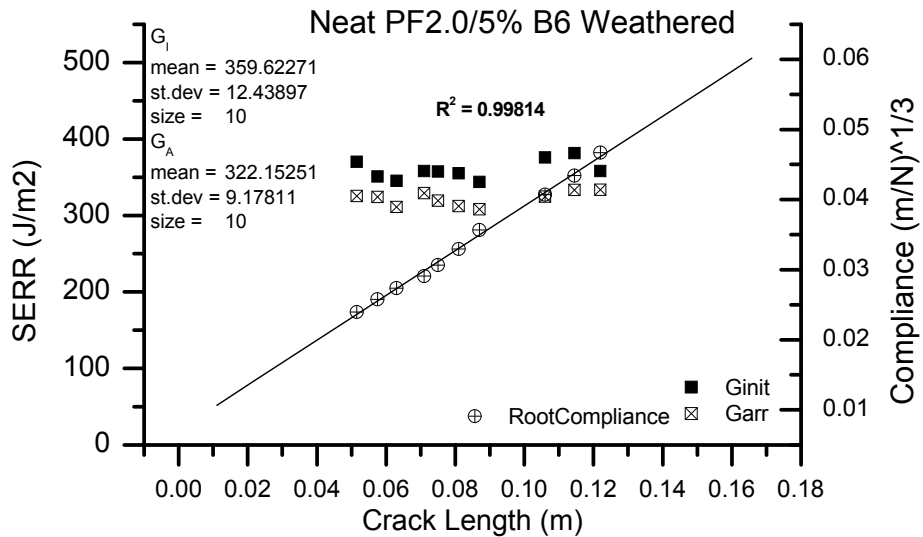 Neat PF2.0/5% B6 Weathered
G_I
mean = 359.62271
st.dev = 12.43897
size = 10
G_A
mean = 322.15251
st.dev = 9.17811
size = 10
R² = 0.99814
SERR (J/m2)
500
400
300
200
100
0
0.06
0.05
0.04
0.03
0.02
0.01
Compliance (m/N)^1/3
RootCompliance
Ginit
Garr
0.00 0.02 0.04 0.06 0.08 0.10 0.12 0.14 0.16 0.18
Crack Length (m)